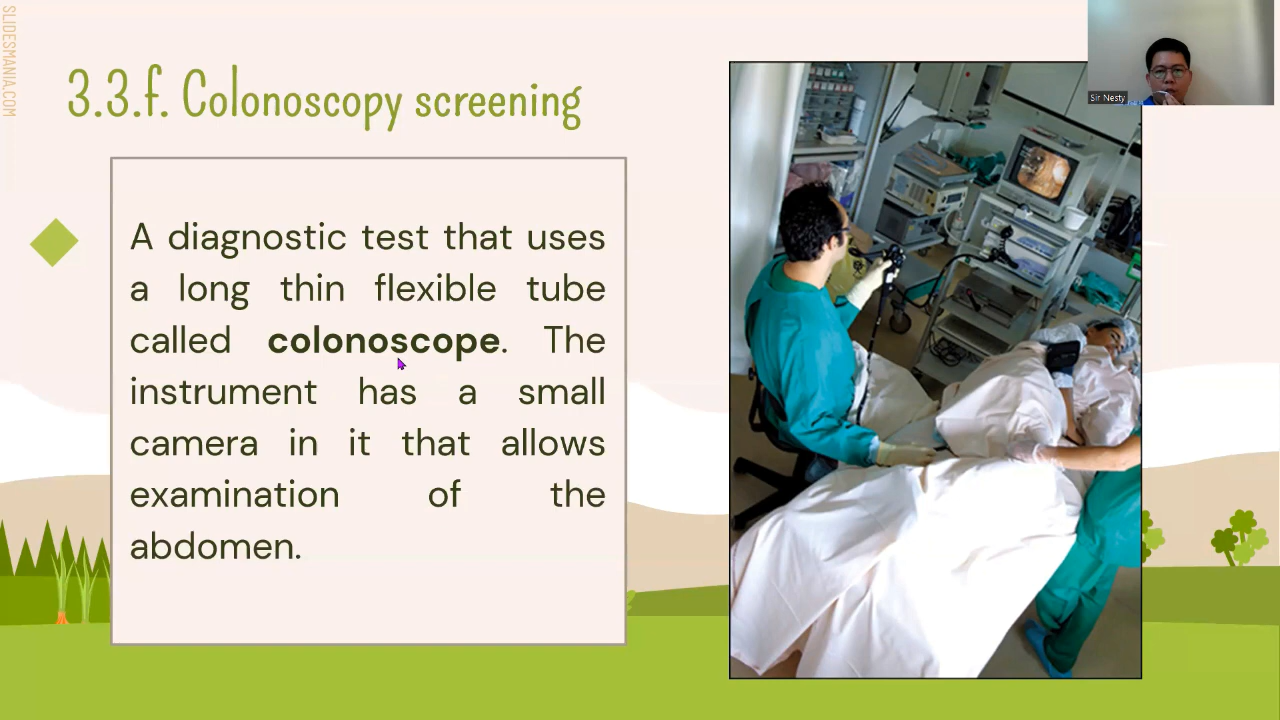 SLIDESMANIA.COM
3.3.f. Colonoscopy screening
Sir Nesty
A diagnostic test that uses
a long thin flexible tube
called colonoscope. The
instrument has a small
camera in it that allows
examination of the
abdomen.